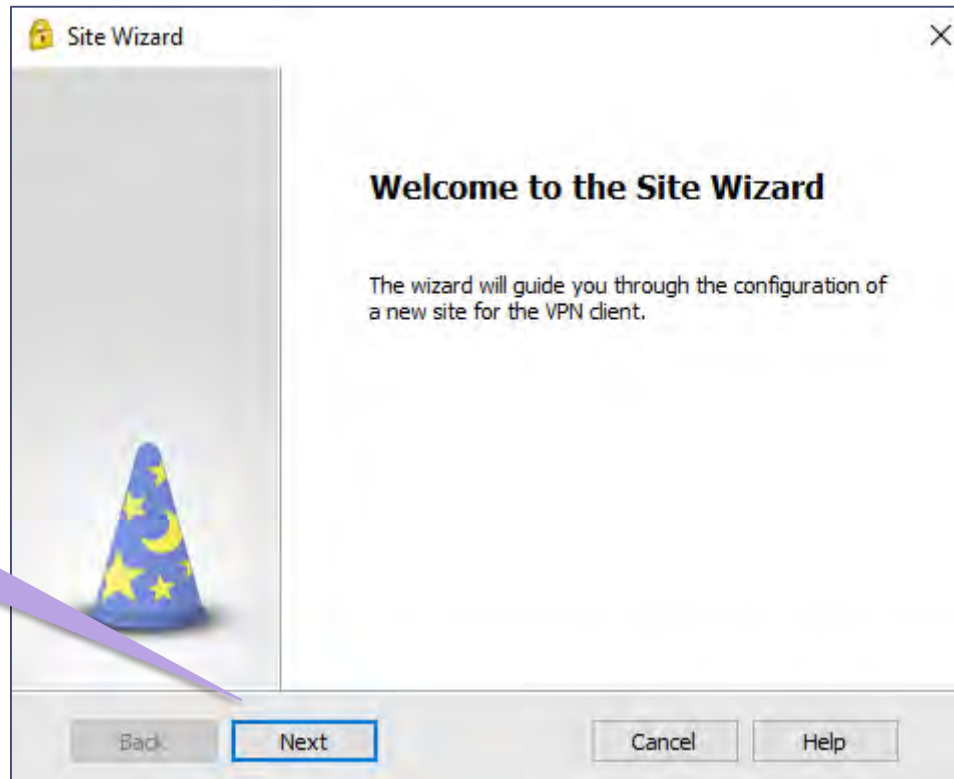 Site Wizard
Welcome to the Site Wizard
The wizard will guide you through the configuration of
a new site for the VPN client.
Back Next Cancel Help